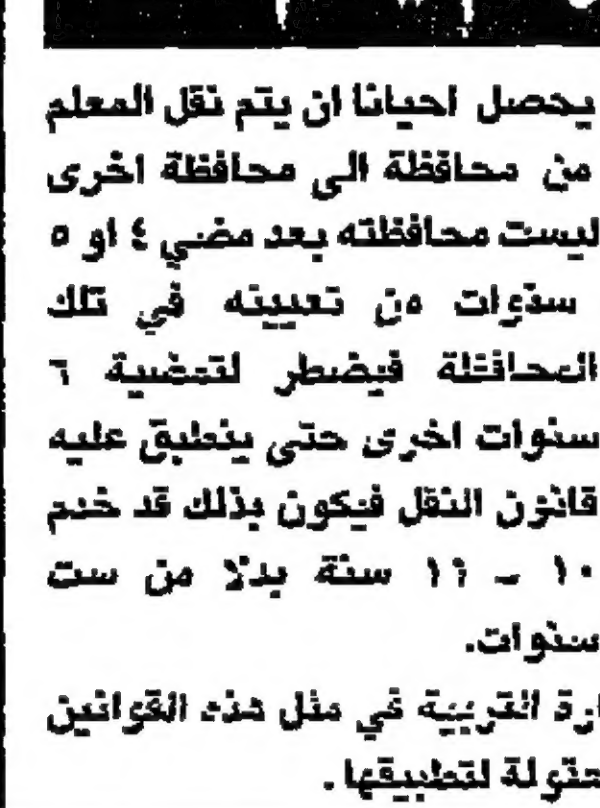 يحصل احيانا ان يتم نقل المعلم
من محافظة الى محافظة اخرى
ليست محافظته بعد مضي ٤ او ٥
سنوات من تعيينه في تلك
المحافظة فيضطر لتمضية ٦
سنوات اخرى حتى ينطبق عليه
قانون النقل فيكون بذلك قد خدم
١٠ - ١١ سنة بدلا من ست
سنوات.
ارة التربية في مثل هذه القوانين
لتطبيقها.